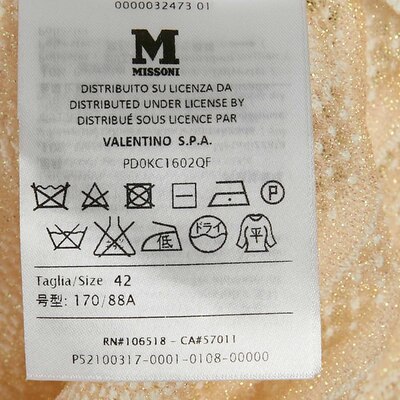 0000032473 01
M
MISSONI
DISTRIBUITO SU LICENZA DA
DISTRIBUTED UNDER LICENSE BY
DISTRIBUÉ SOUS LICENCE PAR
VALENTINO S.P.A.
PD0KC1602QF
P
低 ドライ 平
Taglia/Size 42
号型: 170/88A
RN#106518 - CA#57011
P52100317-0001-0108-00000